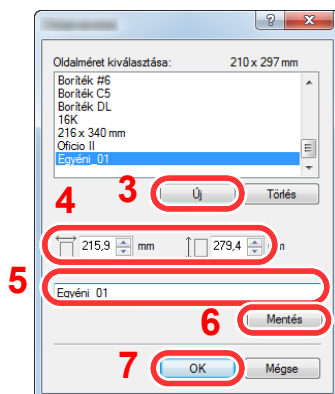 Oldalméret kiválasztása: 210 x 297 mm
Boríték #6
Boríték C5
Boríték DL
16K
216 x 340 mm
Oficio II
Egyéni_01
3 Új Törlés
4
215,9 mm 279,4
5
Egyéni_01
6
Mentés
7 OK Mégse